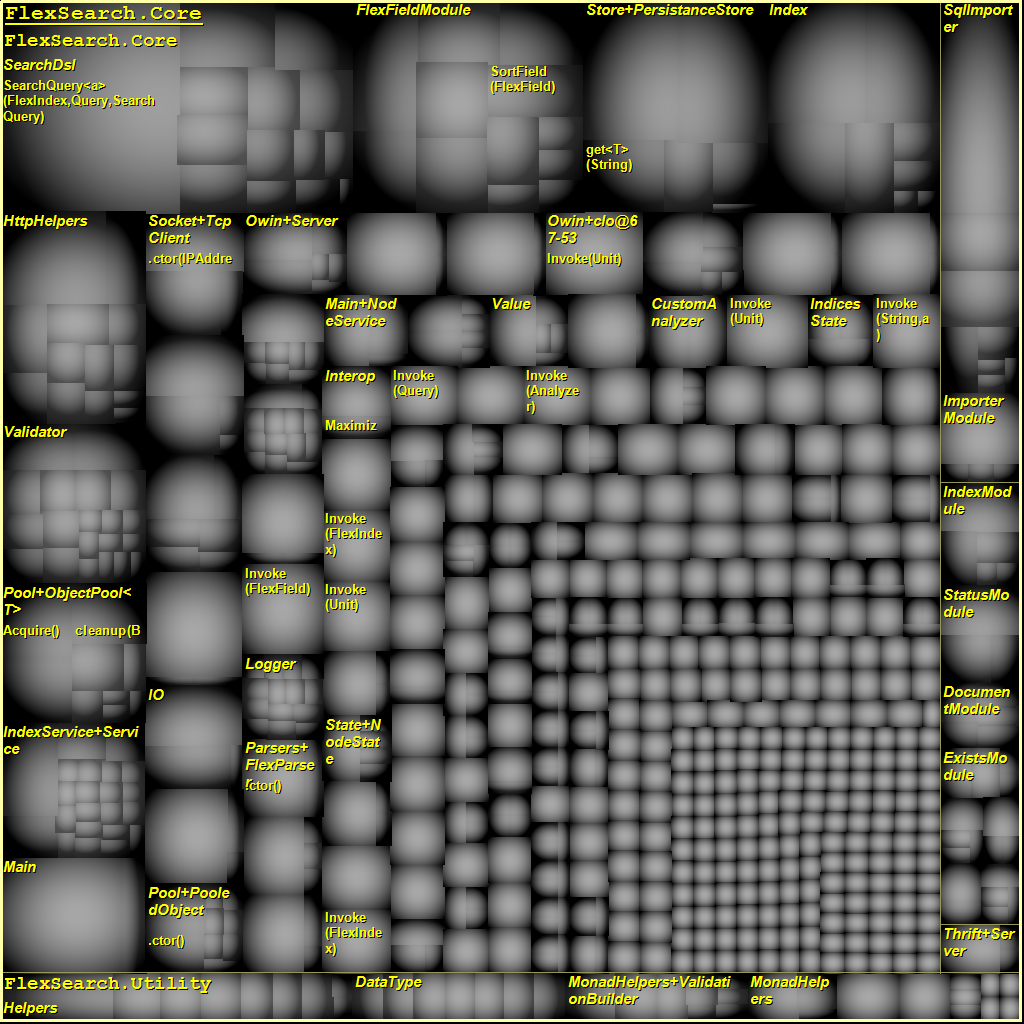 FlexSearch.Core
FlexSearch.Core
SearchDsl
SearchQuery<a>
(FlexIndex,Query,Search
Query)
FlexFieldModule
SortField
(FlexField)
Store+PersistanceStore
get<T>
(String)
Index
SqlImport
er
HttpHelpers
Socket+Tcp
Client
.ctor(IPAddre
Owin+Server
Owin+clo@6
7-53
Invoke(Unit)
Main+Nod
eService
Value
CustomA
nalyzer
Invoke
(Unit)
Indices
State
Invoke
(String,a
)
Interop
Maximiz
Invoke
(Query)
Invoke
(Analyze
r)
Importer
Module
Validator
IndexMod
ule
Invoke
(FlexInde
x)
Invoke
(FlexField)
Invoke
(Unit)
Pool+ObjectPool<
T>
Acquire()
cleanup(B
StatusMo
dule
Logger
IO
Documen
tModule
IndexService+Servi
ce
State+N
odeStat
e
Parsers+
FlexParse
r
.ctor()
ExistsMo
dule
Main
Pool+Poole
dObject
.ctor()
Invoke
(FlexInde
x)
Thrift+Ser
ver
FlexSearch.Utility
Helpers
DataType
MonadHelpers+Validati
onBuilder
MonadHelp
ers